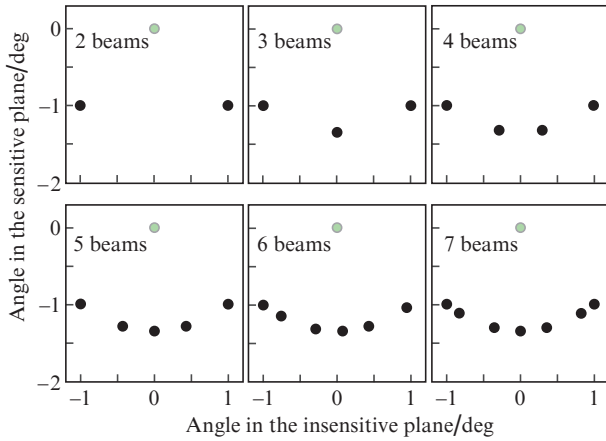 Angle in the sensitive plane/deg
0
−1
−2
2 beams
3 beams
4 beams
0
−1
−2
5 beams
6 beams
7 beams
−1 0 1 −1 0 1 −1 0 1
Angle in the insensitive plane/deg